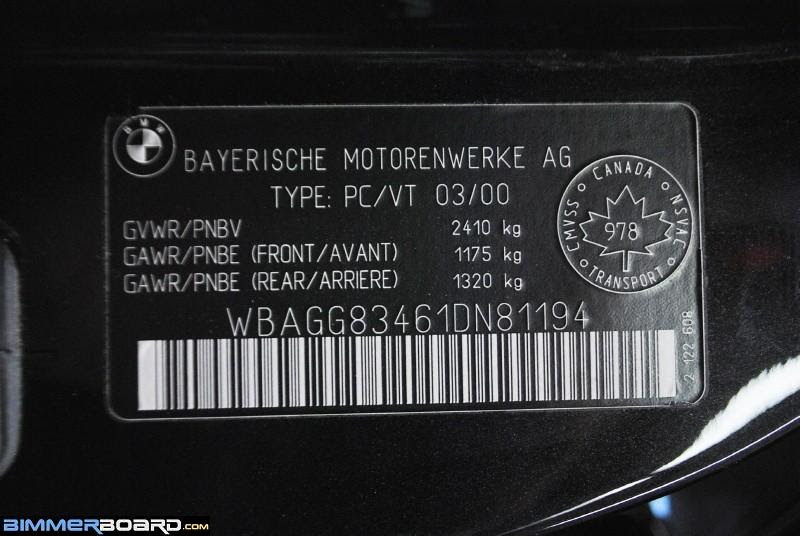 BMW
BAYERISCHE MOTORENWERKE AG
TYPE: PC/VT 03/00
GVWR/PNBV 2410 kg
GAWR/PNBE (FRONT/AVANT) 1175 kg
GAWR/PNBE (REAR/ARRIERE) 1320 kg
CANADA
CMVSS
NSVAC
978
TRANSPORT
WBAGG83461DN81194
2 122 608
BIMMERBOARD.COM